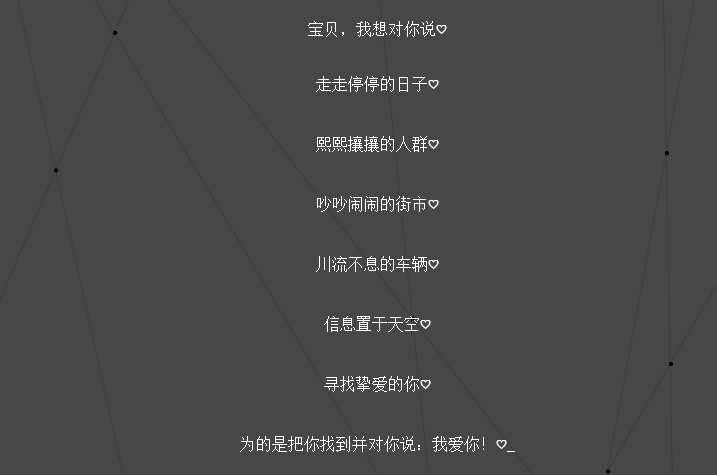 宝贝，我想对你说♡
走走停停的日子♡
熙熙攘攘的人群♡
吵吵闹闹的街市♡
川流不息的车辆♡
信息置于天空♡
寻找挚爱的你♡
为的是把你找到并对你说：我爱你！♡_